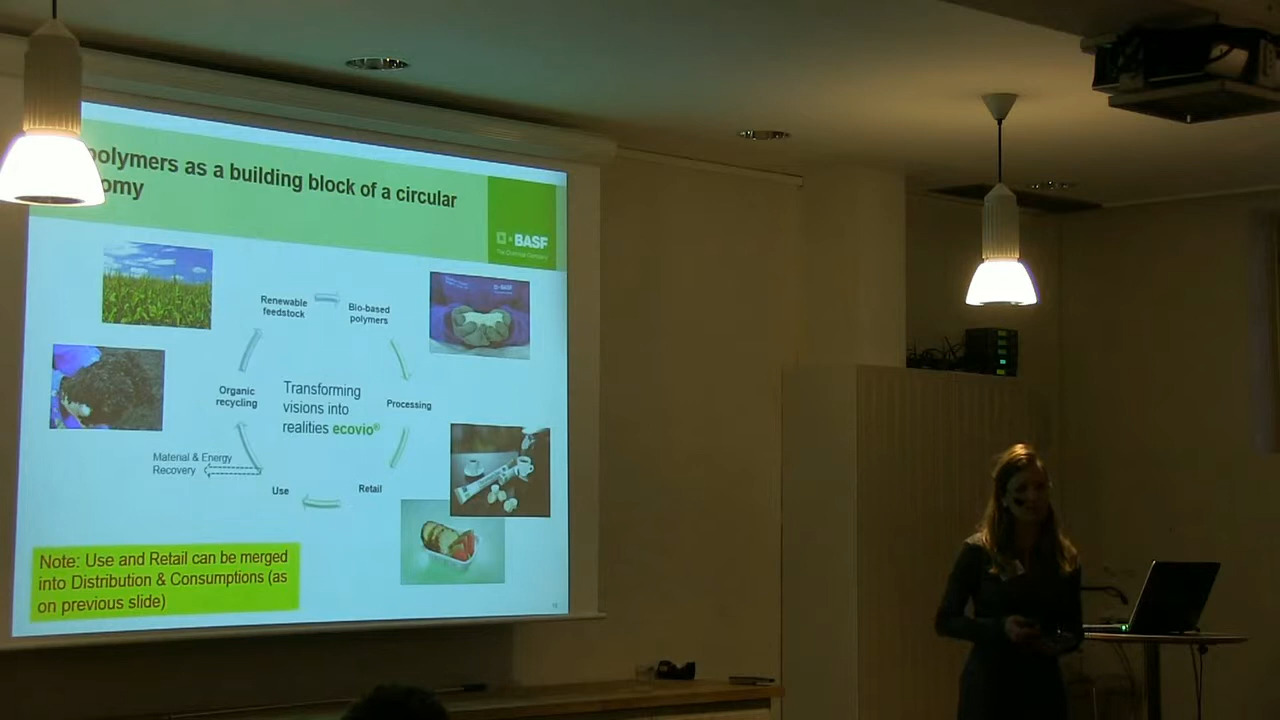 polymers as a building block of a circular
omy
BASF
The Chemical Company
Renewable
feedstock
Bio-based
polymers
Organic
recycling
Transforming
visions into
realities ecovio®
Processing
Material & Energy
Recovery
Use
Retail
Note: Use and Retail can be merged
into Distribution & Consumptions (as
on previous slide)